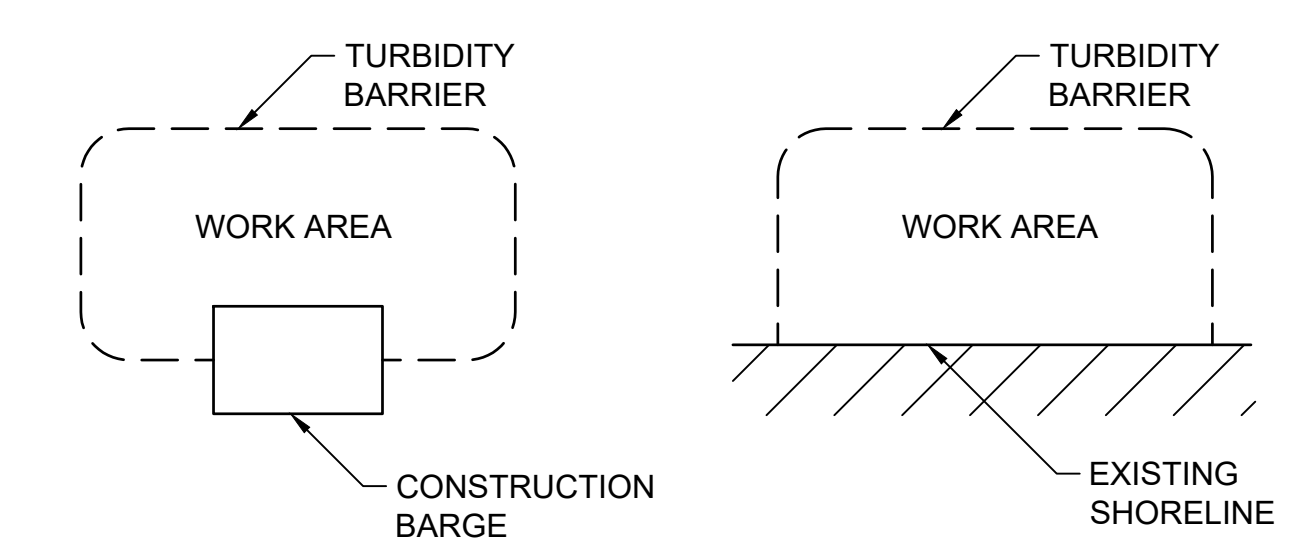 TURBIDITY
BARRIER
WORK AREA
CONSTRUCTION
BARGE
TURBIDITY
BARRIER
WORK AREA
EXISTING
SHORELINE